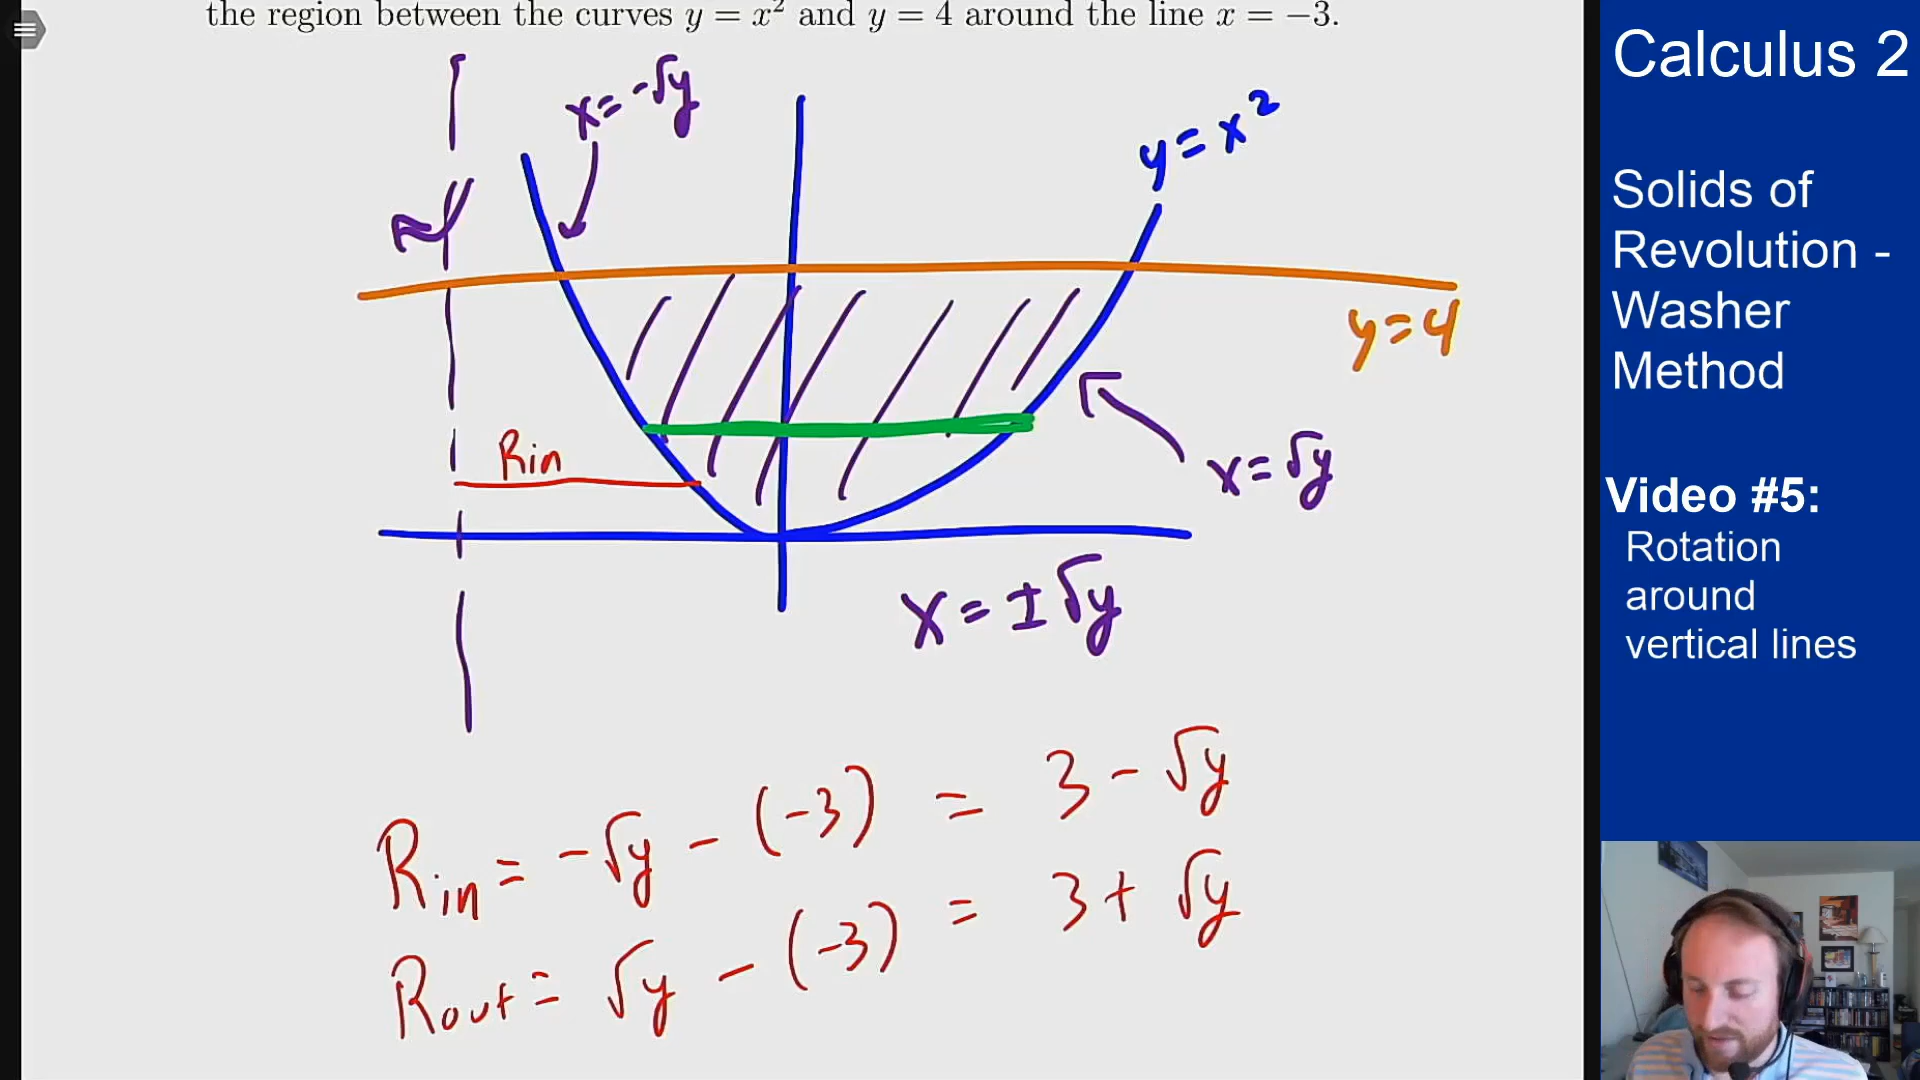 the region between the curves y = x² and y = 4 around the line x = −3.
x = -√y
y = x²
y = 4
Rin
x = √y
x = ±√y
Rin = -√y - (-3) = 3 - √y
Rout = √y - (-3) = 3 + √y
Calculus 2
Solids of
Revolution -
Washer
Method
Video #5:
Rotation
around
vertical lines